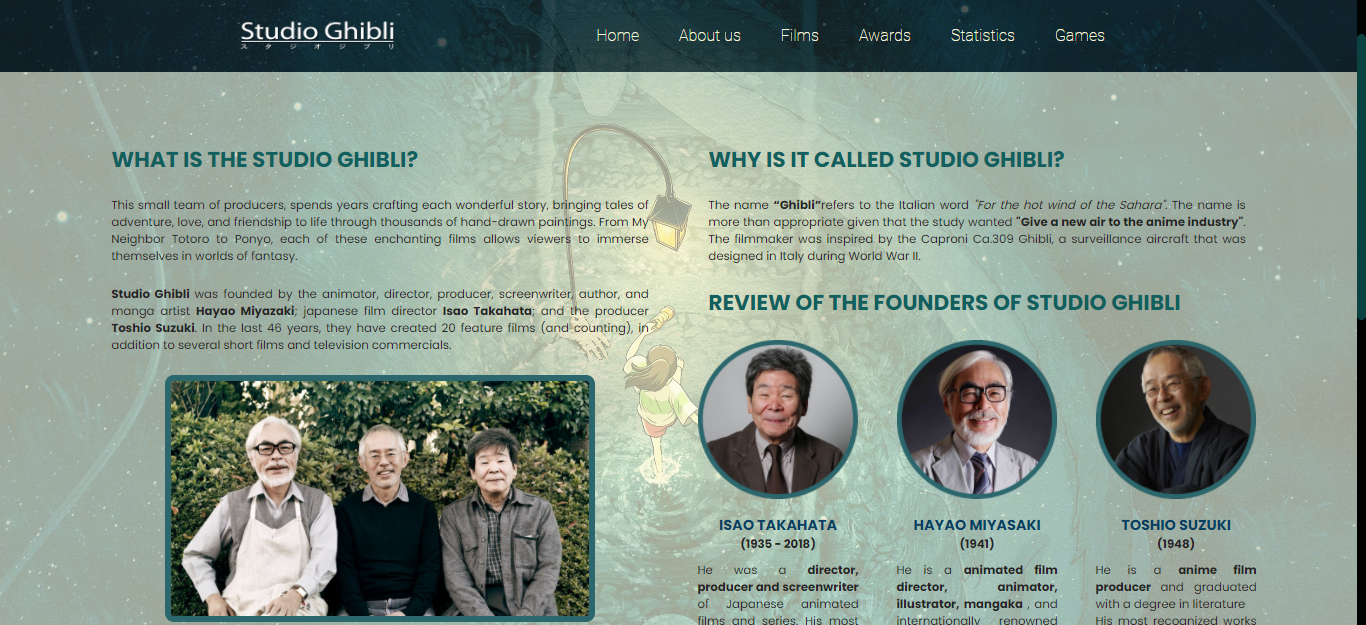 Studio Ghibli
スタジオジブリ
Home
About us
Films
Awards
Statistics
Games
WHAT IS THE STUDIO GHIBLI?
This small team of producers, spends years crafting each wonderful story, bringing tales of
adventure, love, and friendship to life through thousands of hand-drawn paintings. From My
Neighbor Totoro to Ponyo, each of these enchanting films allows viewers to immerse
themselves in worlds of fantasy.
Studio Ghibli was founded by the animator, director, producer, screenwriter, author, and
manga artist Hayao Miyazaki; japanese film director Isao Takahata; and the producer
Toshio Suzuki. In the last 46 years, they have created 20 feature films (and counting), in
addition to several short films and television commercials.
WHY IS IT CALLED STUDIO GHIBLI?
The name “Ghibli”refers to the Italian word "For the hot wind of the Sahara". The name is
more than appropriate given that the study wanted "Give a new air to the anime industry".
The filmmaker was inspired by the Caproni Ca.309 Ghibli, a surveillance aircraft that was
designed in Italy during World War II.
REVIEW OF THE FOUNDERS OF STUDIO GHIBLI
ISAO TAKAHATA
(1935 - 2018)
He was a director,
producer and screenwriter
of Japanese animated
films and series. His most
HAYAO MIYASAKI
(1941)
He is a animated film
director, animator,
illustrator, mangaka , and
internationally renowned
TOSHIO SUZUKI
(1948)
He is a anime film
producer and graduated
with a degree in literature
His most recognized works